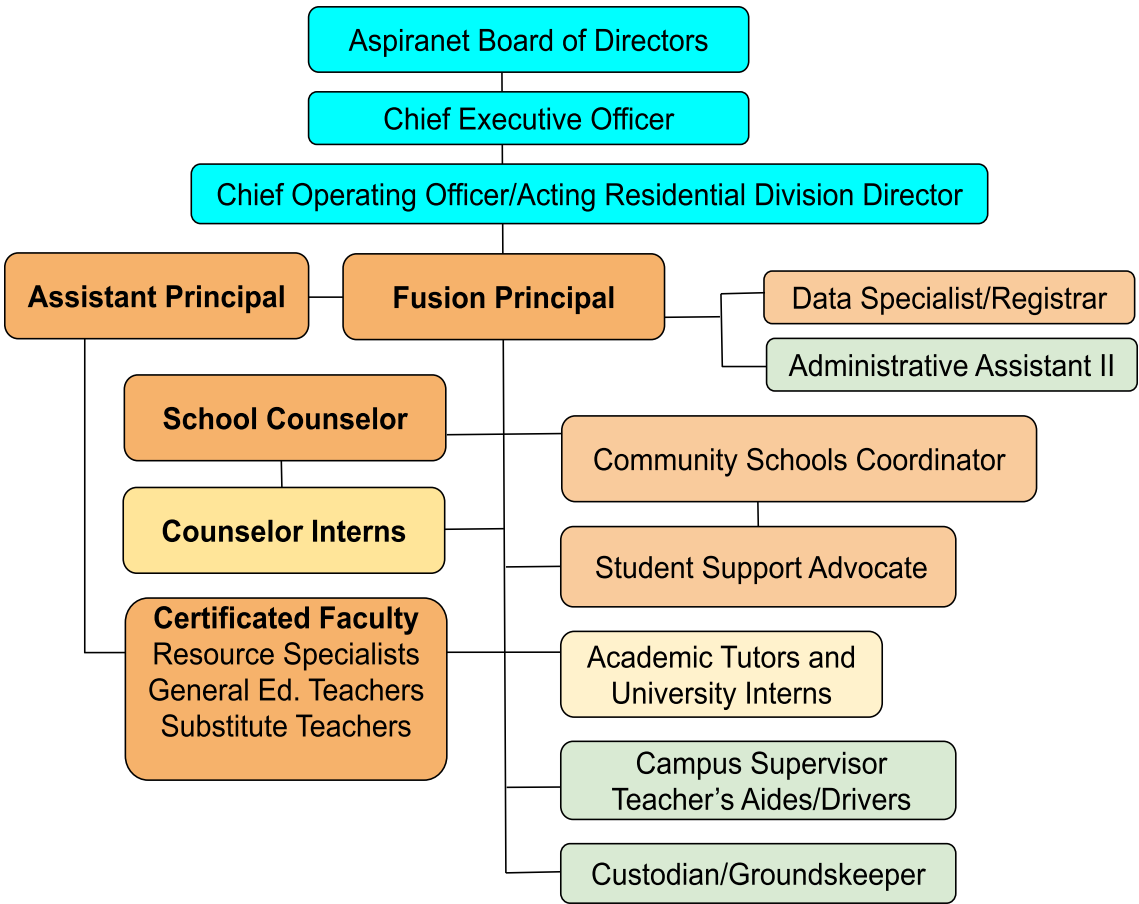 Aspiranet Board of Directors
Chief Executive Officer
Chief Operating Officer/Acting Residential Division Director
Assistant Principal
Fusion Principal
Data Specialist/Registrar
Administrative Assistant II
School Counselor
Community Schools Coordinator
Counselor Interns
Student Support Advocate
Certificated Faculty
Resource Specialists
General Ed. Teachers
Substitute Teachers
Academic Tutors and
University Interns
Campus Supervisor
Teacher’s Aides/Drivers
Custodian/Groundskeeper